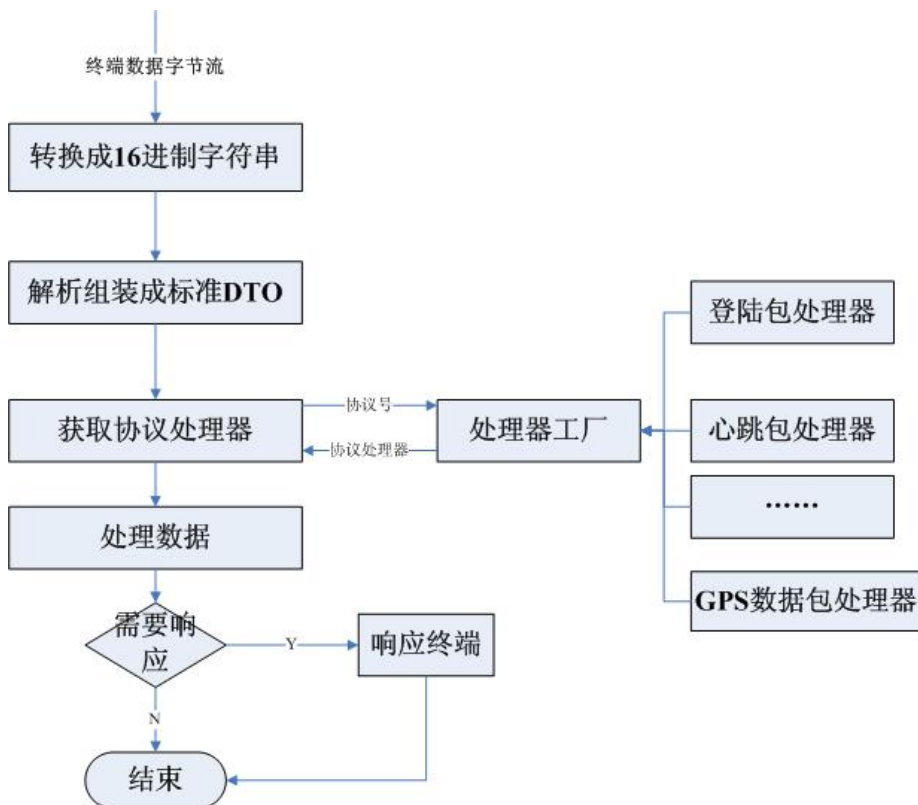 终端数据字节流
转换成16进制字符串
解析组装成标准DTO
登陆包处理器
获取协议处理器
协议号
协议处理器
处理器工厂
心跳包处理器
……
处理数据
GPS数据包处理器
需要响
应
Y
响应终端
N
结束